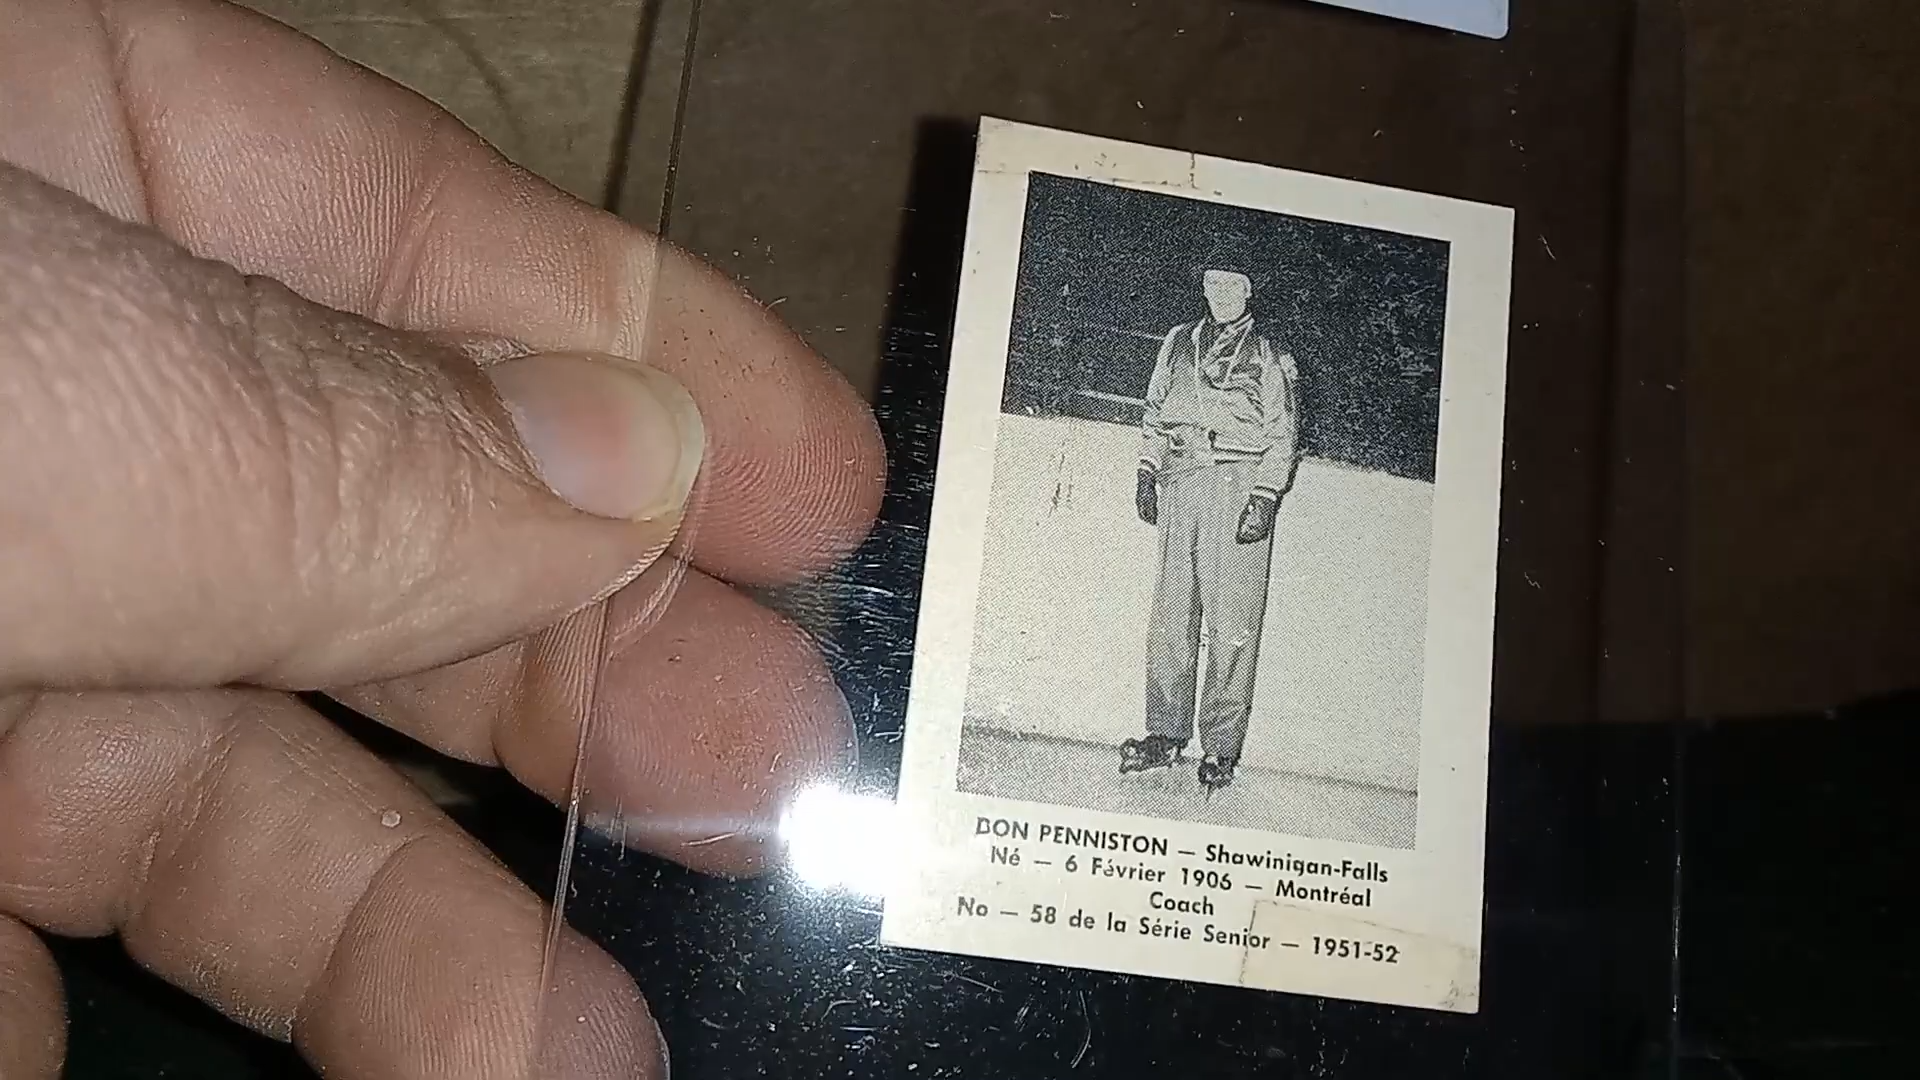 DON PENNISTON — Shawinigan-Falls
Né — 6 Février 1906 — Montréal
Coach
No — 58 de la Série Senior — 1951-52